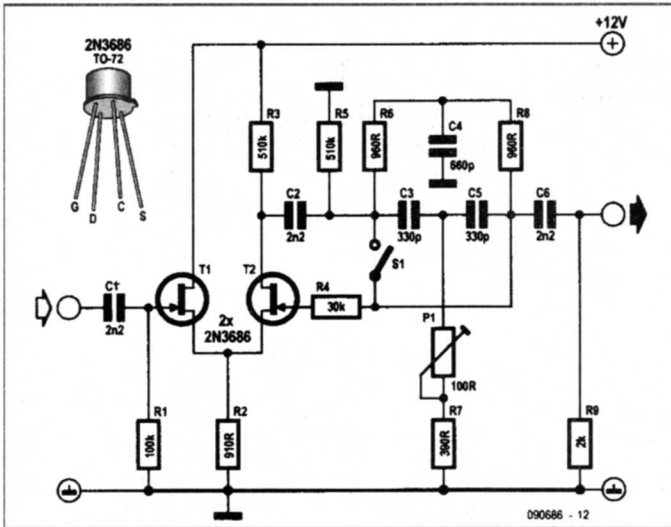 2N3686
TO-72
+12V
G
D
C
S
R3
510k
R5
510k
R6
960R
C4
660p
R8
960R
C2
2n2
C3
330p
C5
330p
C6
2n2
S1
T1
T2
C1
2n2
R4
30k
2x
2N3686
P1
100R
R1
100k
R2
910R
R7
390R
R9
2k
090686 - 12